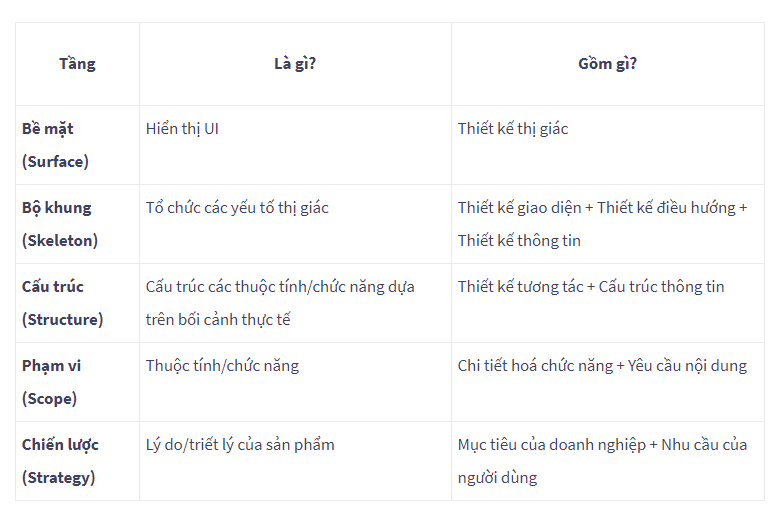 Tầng
Là gì?
Gồm gì?
Bề mặt
(Surface)
Hiển thị UI
Thiết kế thị giác
Bộ khung
(Skeleton)
Tổ chức các yếu tố thị giác
Thiết kế giao diện + Thiết kế điều hướng +
Thiết kế thông tin
Cấu trúc
(Structure)
Cấu trúc các thuộc tính/chức năng dựa
trên bối cảnh thực tế
Thiết kế tương tác + Cấu trúc thông tin
Phạm vi
(Scope)
Thuộc tính/chức năng
Chi tiết hoá chức năng + Yêu cầu nội dung
Chiến lược
(Strategy)
Lý do/triết lý của sản phẩm
Mục tiêu của doanh nghiệp + Nhu cầu của
người dùng